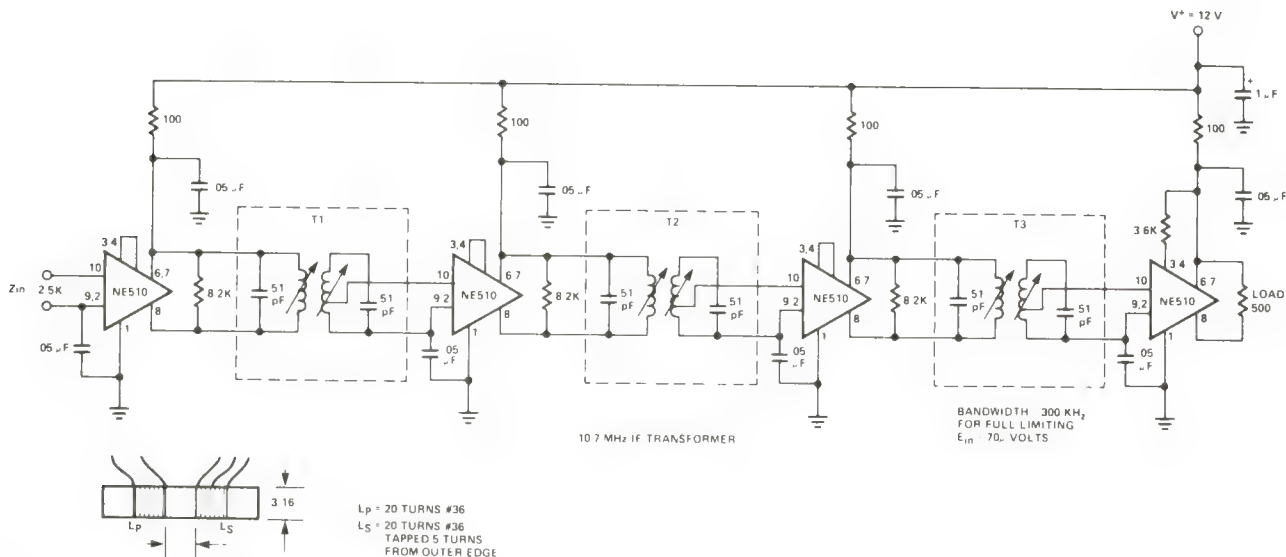 V+ = 12 V
1 µF
100
100
100
100
05 µF
05 µF
05 µF
05 µF
T1
T2
T3
3.6K
3 4
3,4
3,4
3 4
10
6,7
10
6 7
10
6 7
10
6 7
Zin
2 5K
9,2
NE510
8.2K
51 pF
51 pF
9,2
NE510
8 2K
51 pF
51 pF
9 2
NE510
8 2K
51 pF
51 pF
9,2
NE510
LOAD
500
8
8
8
8
1
1
1
05 µF
05 µF
05 µF
05 µF
10 7 MHz IF TRANSFORMER
BANDWIDTH 300 KHz
FOR FULL LIMITING
Ein 70µ VOLTS
3 16
LP
LS
LP = 20 TURNS #36
LS = 20 TURNS #36
TAPPED 5 TURNS
FROM OUTER EDGE